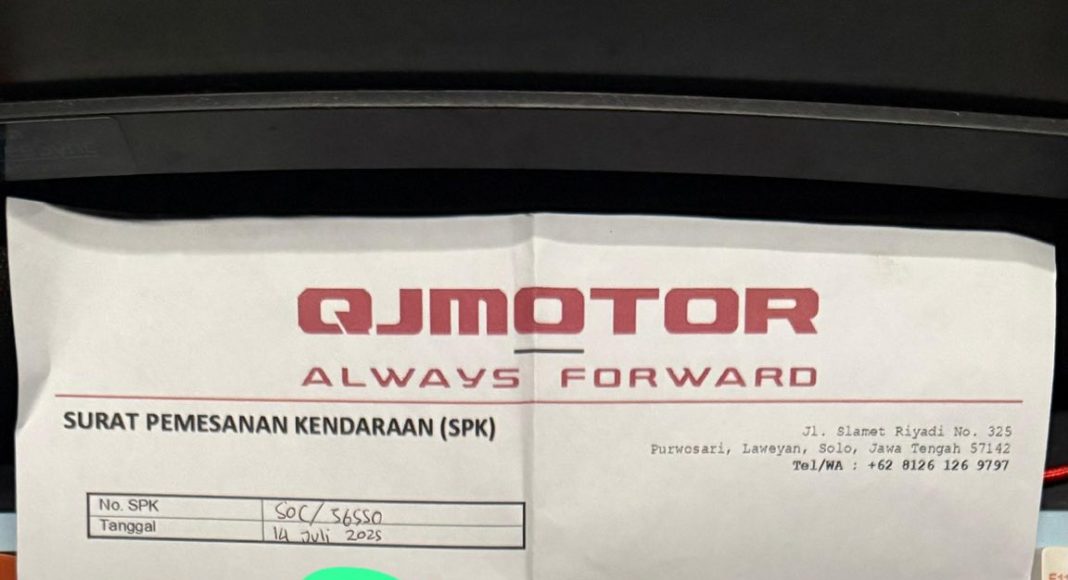 QJMOTOR
ALWAYS FORWARD
SURAT PEMESANAN KENDARAAN (SPK)
Jl. Slamet Riyadi No. 325
Purwosari, Laweyan, Solo, Jawa Tengah 57142
Tel/WA : +62 8126 126 9797
No. SPK SOC/56550
Tanggal 14 Juli 2025